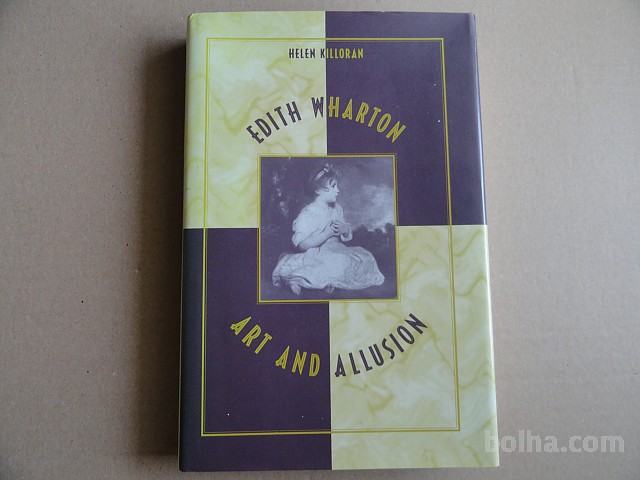 HELEN KILLORAN
EDITH WHARTON
ART AND ALLUSION
bolha.com